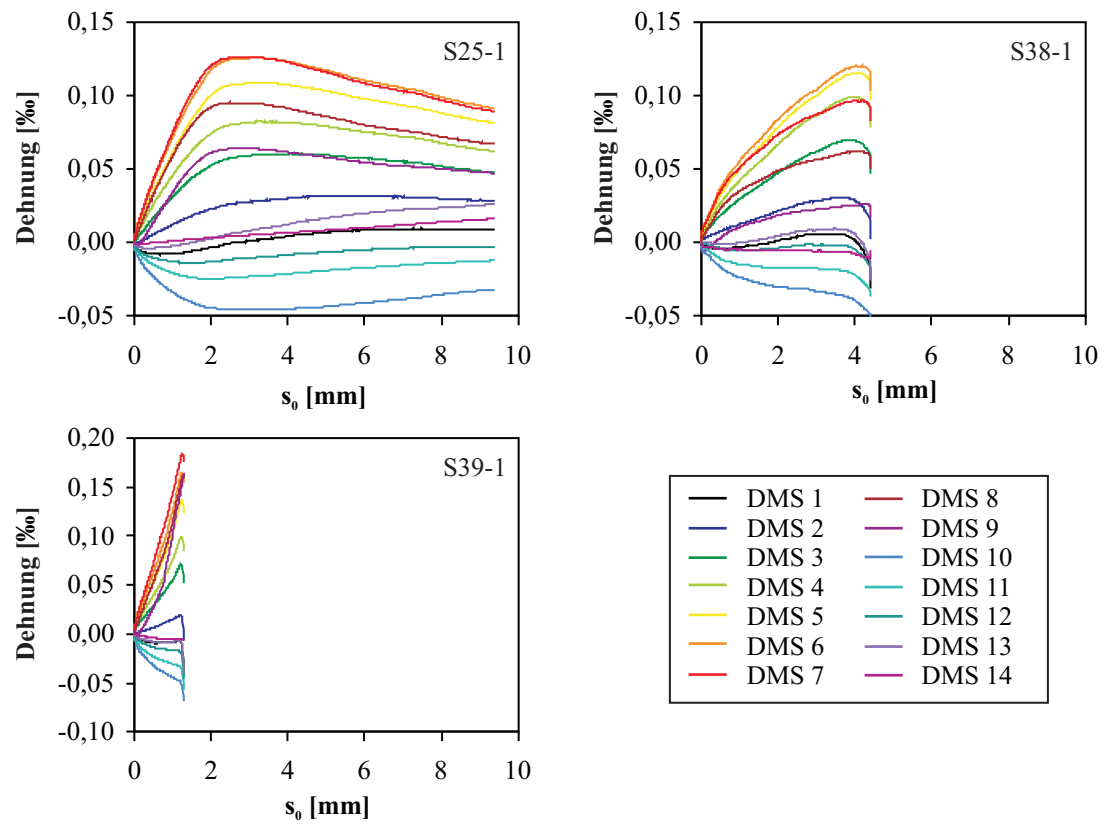 0,15
0,10
0,05
0,00
-0,05
Dehnung [‰]
S25-1
0 2 4 6 8 10
s₀ [mm]
0,15
0,10
0,05
0,00
-0,05
Dehnung [‰]
S38-1
0 2 4 6 8 10
s₀ [mm]
0,20
0,15
0,10
0,05
0,00
-0,05
-0,10
Dehnung [‰]
S39-1
0 2 4 6 8 10
s₀ [mm]
DMS 1
DMS 2
DMS 3
DMS 4
DMS 5
DMS 6
DMS 7
DMS 8
DMS 9
DMS 10
DMS 11
DMS 12
DMS 13
DMS 14